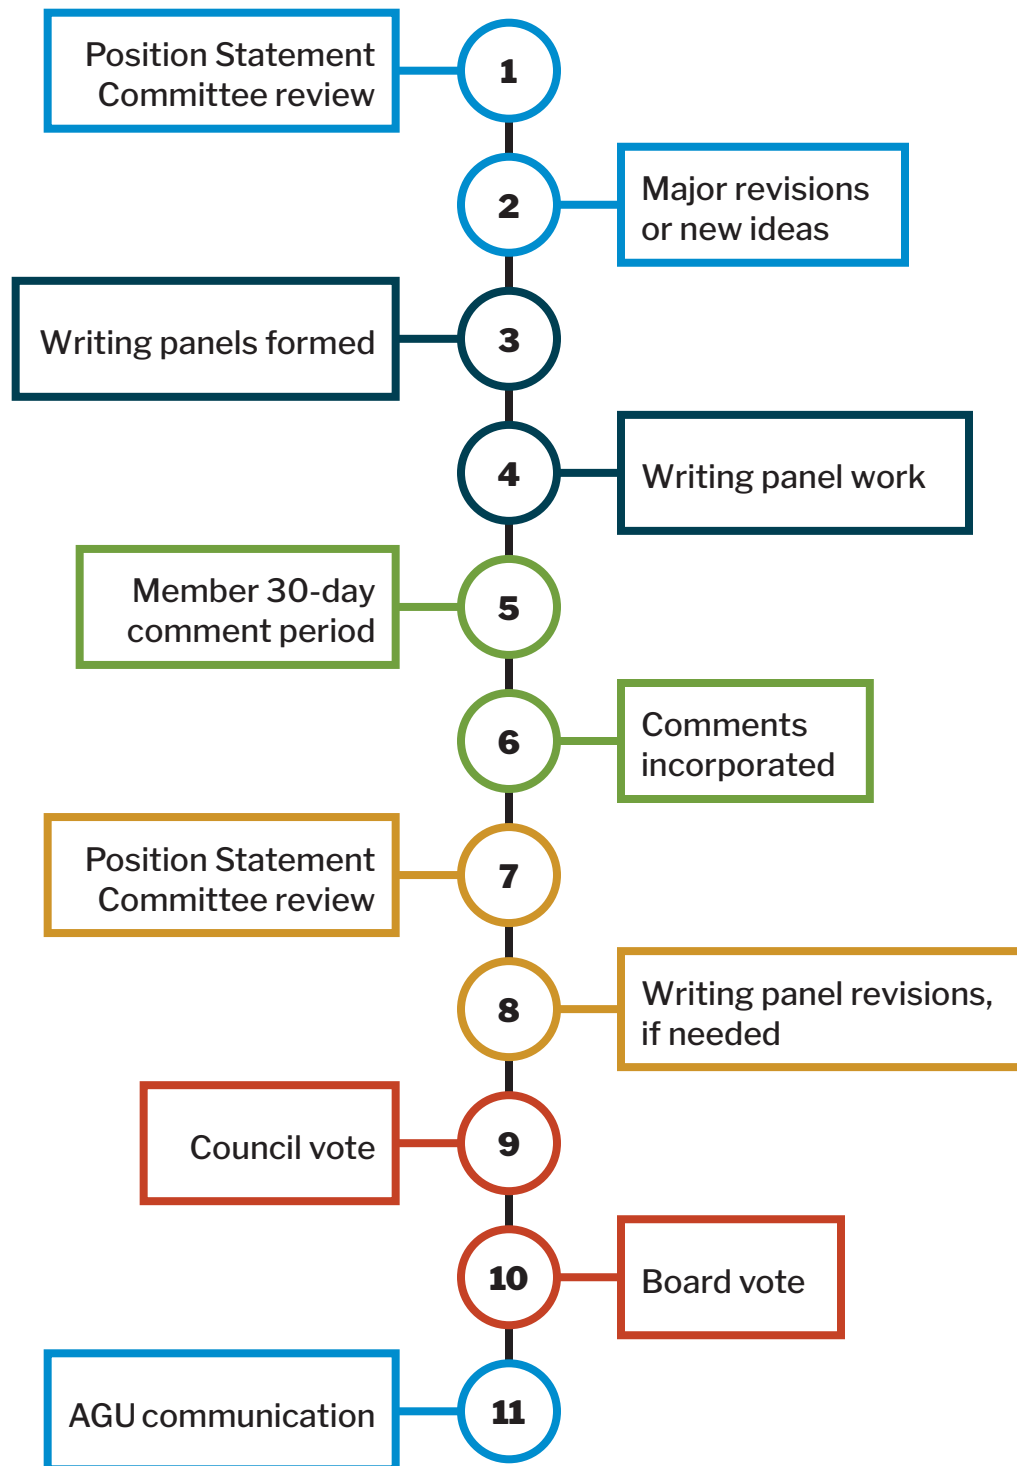 Position Statement
Committee review
1
2
Major revisions
or new ideas
Writing panels formed
3
4
Writing panel work
Member 30-day
comment period
5
6
Comments
incorporated
Position Statement
Committee review
7
8
Writing panel revisions,
if needed
Council vote
9
10
Board vote
AGU communication
11